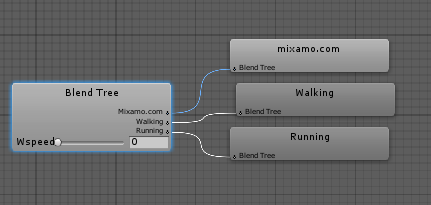 Blend Tree
Mixamo.com
Walking
Running
Wspeed 0
mixamo.com
Blend Tree
Walking
Blend Tree
Running
Blend Tree